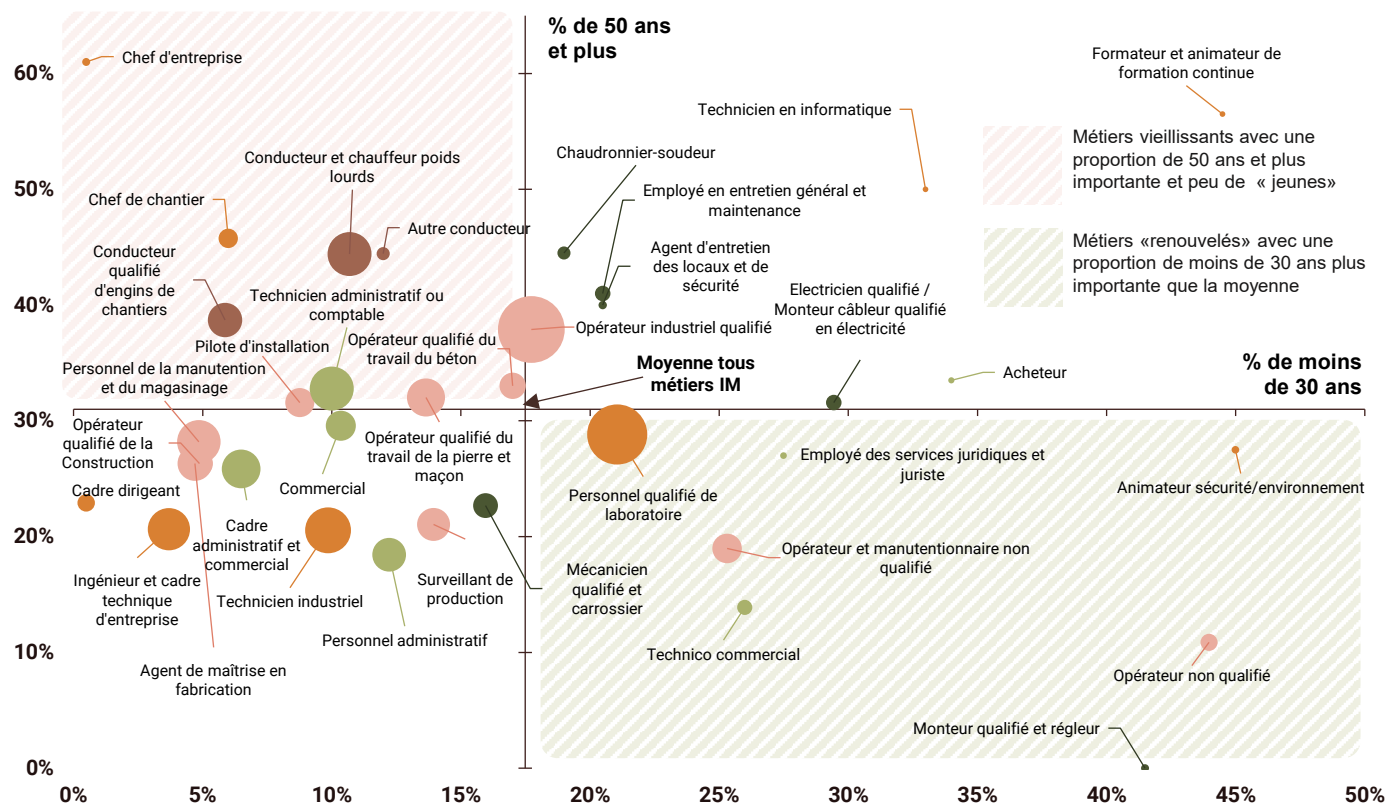 % de 50 ans
et plus
60%
50%
40%
30%
20%
10%
0%
Chef d'entreprise
Formateur et animateur de
formation continue
Technicien en informatique
Métiers vieillissants avec une
proportion de 50 ans et plus
importante et peu de « jeunes»
Conducteur et chauffeur poids
lourds
Chaudronnier-soudeur
Employé en entretien général et
maintenance
Chef de chantier
Autre conducteur
Métiers «renouvelés» avec une
proportion de moins de 30 ans plus
importante que la moyenne
Conducteur
qualifié
d'engins de
chantiers
Agent d'entretien
des locaux et de
sécurité
Technicien administratif ou
comptable
Electricien qualifié /
Monteur câbleur qualifié
en électricité
Opérateur industriel qualifié
Pilote d'installation
Opérateur qualifié du
travail du béton
Personnel de la manutention
et du magasinage
Moyenne tous
métiers IM
Acheteur
% de moins
de 30 ans
Opérateur
qualifié de la
Construction
Opérateur qualifié du
travail de la pierre et
maçon
Employé des services juridiques et
juriste
Cadre dirigeant
Commercial
Personnel qualifié de
laboratoire
Animateur sécurité/environnement
Cadre
administratif et
commercial
Opérateur et manutentionnaire non
qualifié
Ingénieur et cadre
technique
d'entreprise
Technicien industriel
Surveillant de
production
Mécanicien
qualifié et
carrossier
Personnel administratif
Technico commercial
Agent de maîtrise en
fabrication
Opérateur non qualifié
Monteur qualifié et régleur
0%
5%
10%
15%
20%
25%
30%
35%
40%
45%
50%